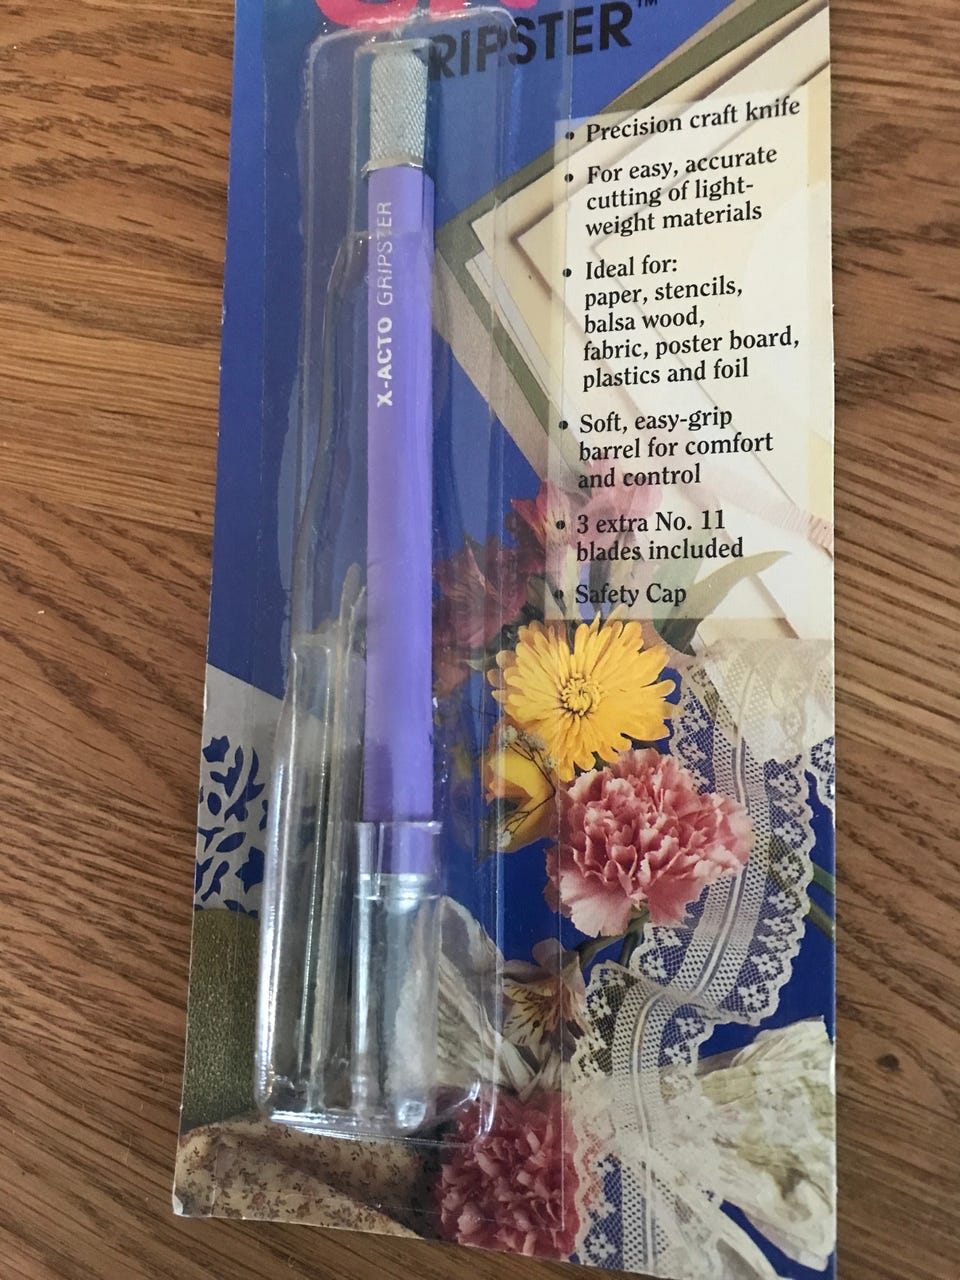 GRIPSTER™
• Precision craft knife
• For easy, accurate
cutting of light-
weight materials
• Ideal for:
paper, stencils,
balsa wood,
fabric, poster board,
plastics and foil
• Soft, easy-grip
barrel for comfort
and control
• 3 extra No. 11
blades included
• Safety Cap
X-ACTO GRIPSTER